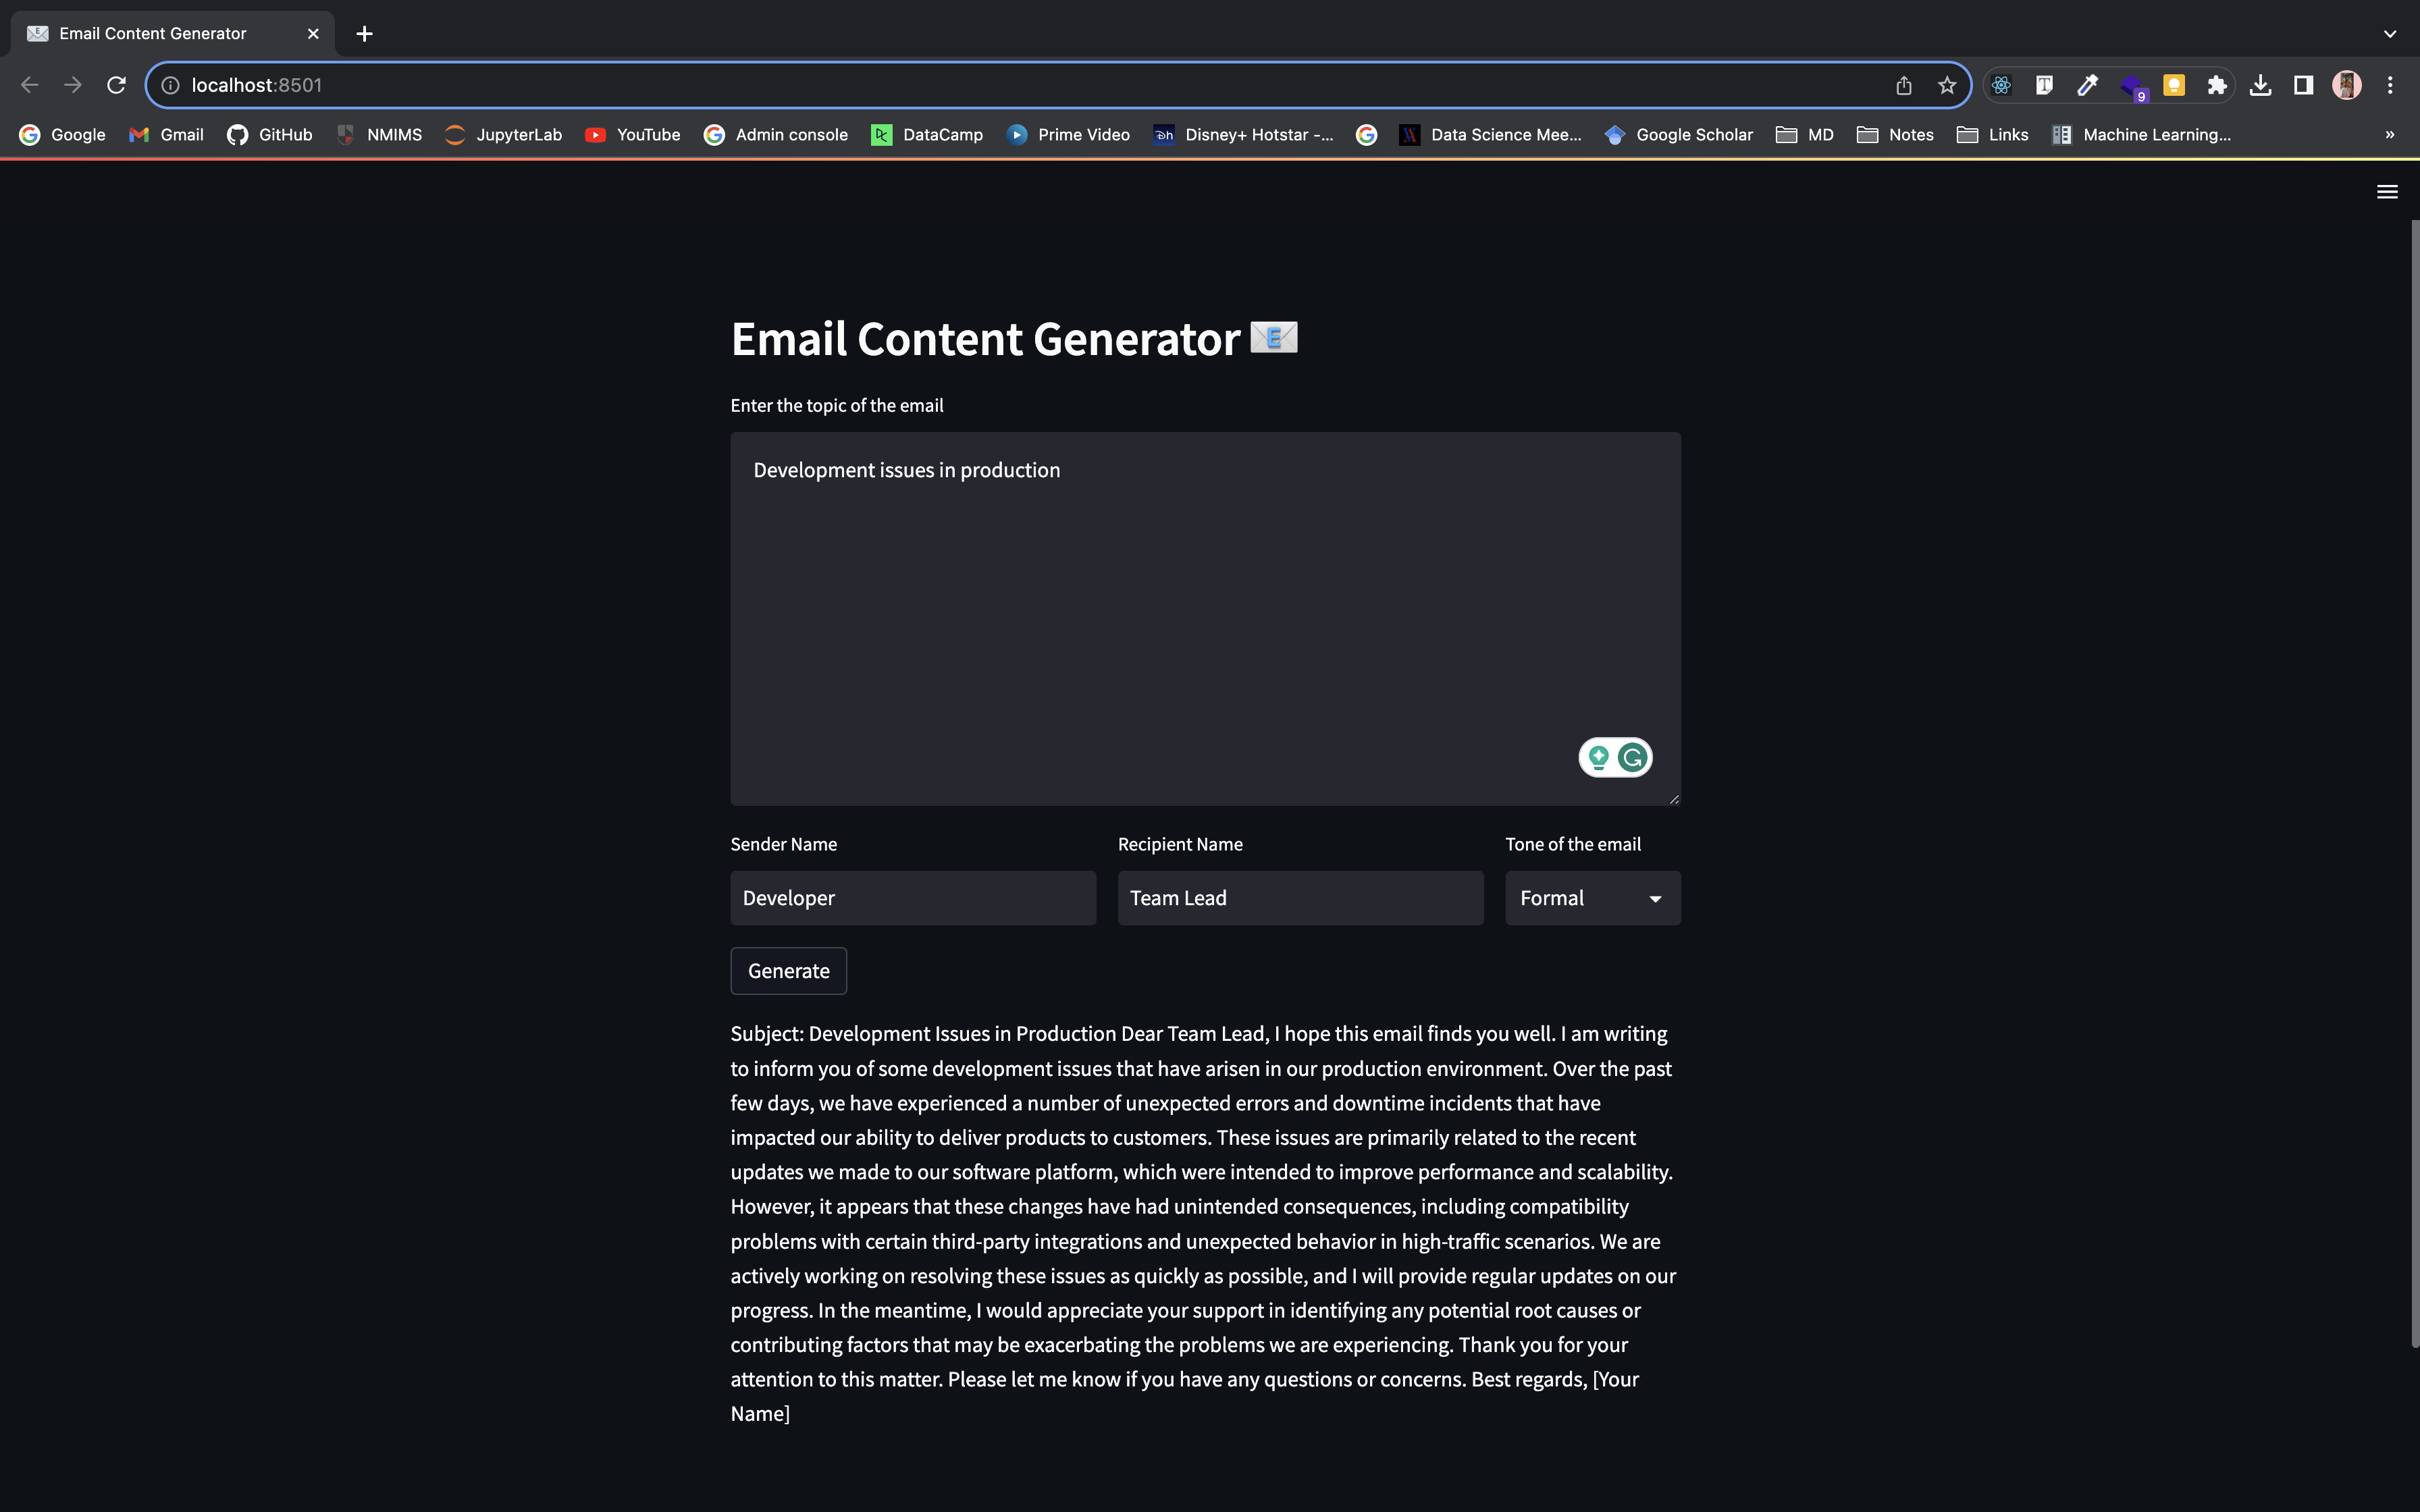 Email Content Generator
localhost:8501
9
Google Gmail GitHub NMIMS JupyterLab YouTube Admin console DataCamp Prime Video Disney+ Hotstar -... Data Science Mee... Google Scholar MD Notes Links Machine Learning... »
Email Content Generator
Enter the topic of the email
Development issues in production
Sender Name Recipient Name Tone of the email
Developer Team Lead Formal
Generate
Subject: Development Issues in Production Dear Team Lead, I hope this email finds you well. I am writing
to inform you of some development issues that have arisen in our production environment. Over the past
few days, we have experienced a number of unexpected errors and downtime incidents that have
impacted our ability to deliver products to customers. These issues are primarily related to the recent
updates we made to our software platform, which were intended to improve performance and scalability.
However, it appears that these changes have had unintended consequences, including compatibility
problems with certain third-party integrations and unexpected behavior in high-traffic scenarios. We are
actively working on resolving these issues as quickly as possible, and I will provide regular updates on our
progress. In the meantime, I would appreciate your support in identifying any potential root causes or
contributing factors that may be exacerbating the problems we are experiencing. Thank you for your
attention to this matter. Please let me know if you have any questions or concerns. Best regards, [Your
Name]